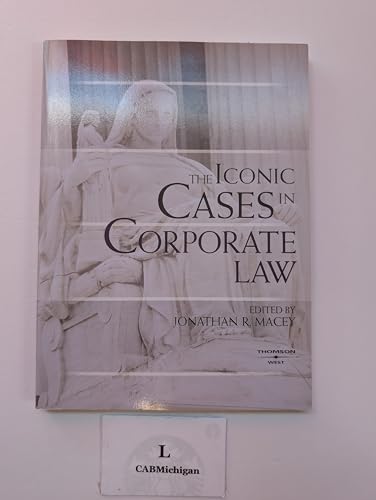 THE ICONIC
CASES IN
CORPORATE
LAW
EDITED BY
JONATHAN R. MACEY
THOMSON
WEST
L
CABMichigan